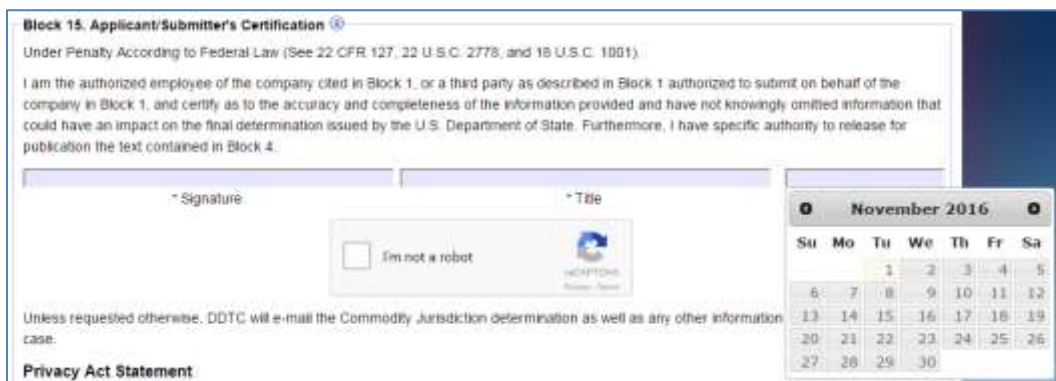 Block 15. Applicant/Submitter's Certification
Under Penalty According to Federal Law (See 22 CFR 127, 22 U.S.C. 2778, and 18 U.S.C. 1001).
I am the authorized employee of the company cited in Block 1, or a third party as described in Block 1 authorized to submit on behalf of the
company in Block 1, and certify as to the accuracy and completeness of the information provided and have not knowingly omitted information that
could have an impact on the final determination issued by the U.S. Department of State. Furthermore, I have specific authority to release for
publication the text contained in Block 4.
* Signature
* Title
I'm not a robot
reCAPTCHA
Privacy - Terms
November 2016
Su Mo Tu We Th Fr Sa
1 2 3 4 5
6 7 8 9 10 11 12
13 14 15 16 17 18 19
20 21 22 23 24 25 26
27 28 29 30
Unless requested otherwise, DDTC will e-mail the Commodity Jurisdiction determination as well as any other information
case.
Privacy Act Statement